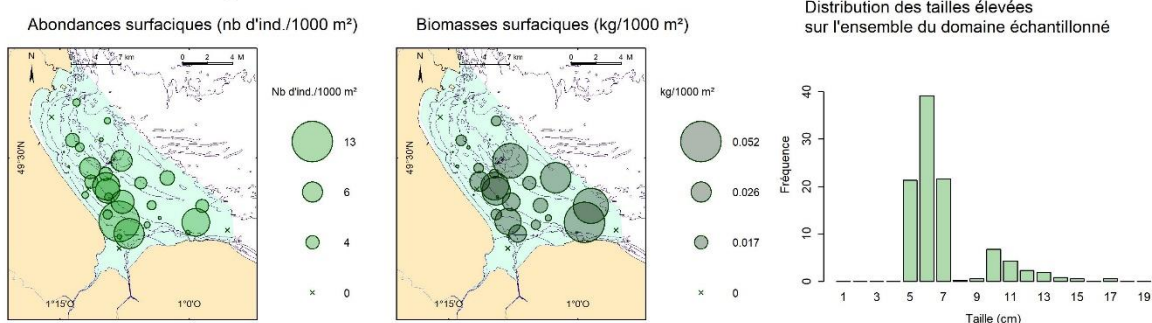 Abondances surfaciques (nb d'ind./1000 m²)
N
7 km
0 2 4 M
Nb d'ind./1000 m²
13
6
4
0
49°30'N
1°15'O
1°0'O
Biomasses surfaciques (kg/1000 m²)
N
7 km
0 2 4 M
kg/1000 m²
0.052
0.026
0.017
0
49°30'N
1°15'O
1°0'O
Distribution des tailles élevées
sur l'ensemble du domaine échantillonné
Fréquence
40
30
20
10
0
1 3 5 7 9 11 13 15 17 19
Taille (cm)